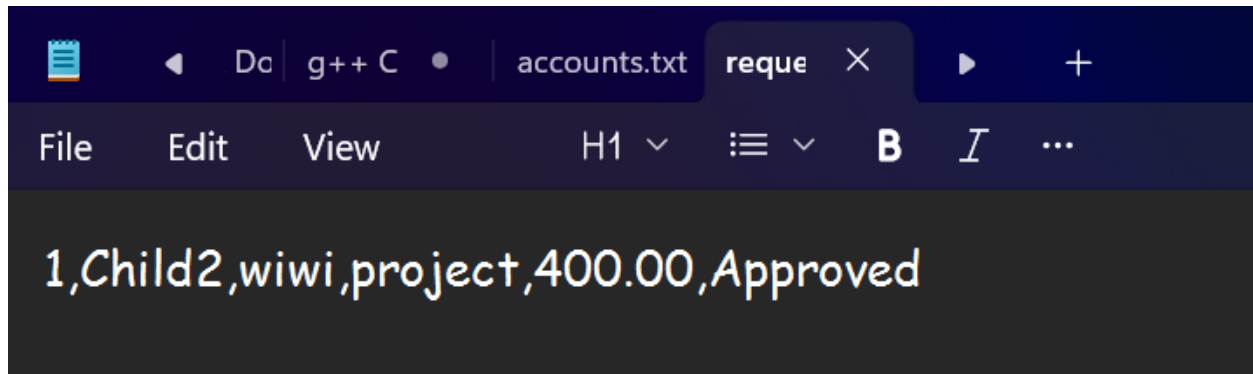 Do g++ C accounts.txt reque
File Edit View H1 B I ...
1,Child2,wiwi,project,400.00,Approved